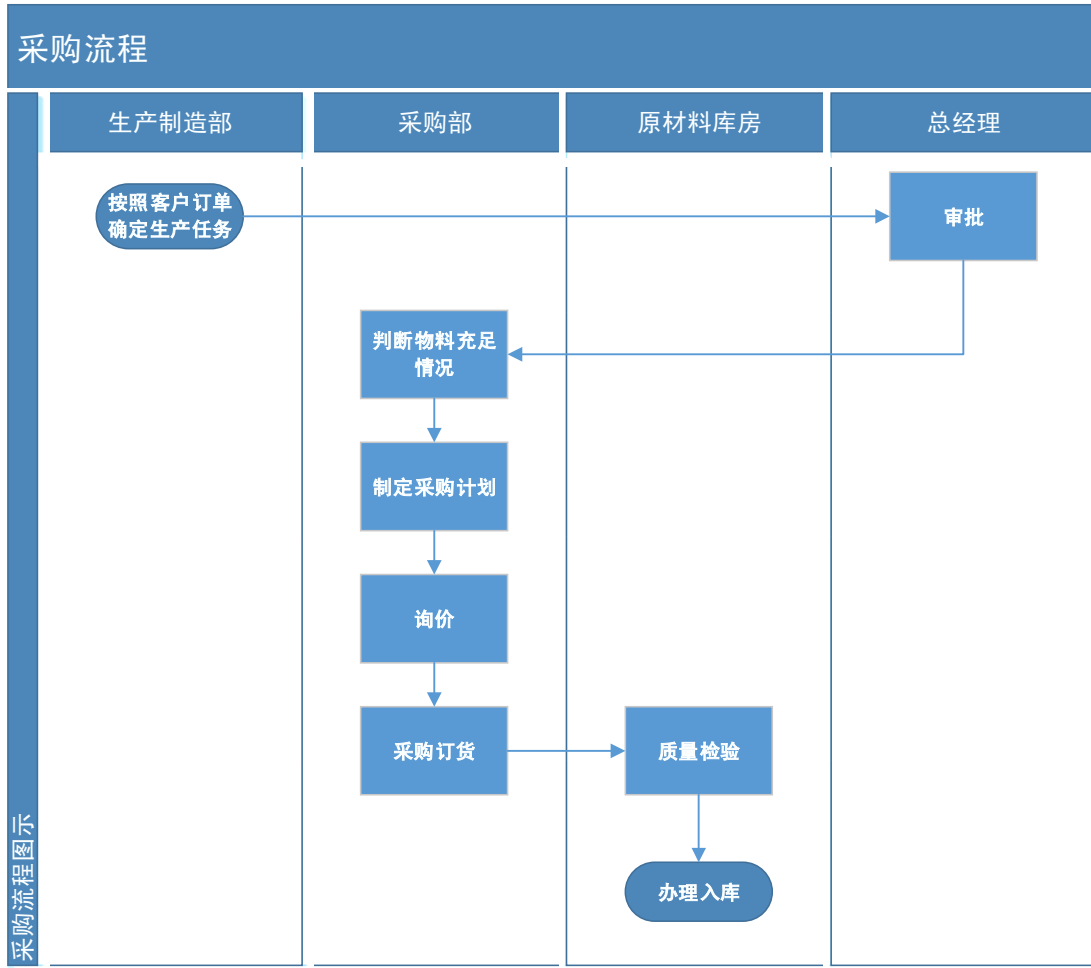 采购流程
生产制造部
采购部
原材料库房
总经理
按照客户订单
确定生产任务
审批
判断物料充足
情况
制定采购计划
询价
采购订货
质量检验
办理入库
采购流程图示